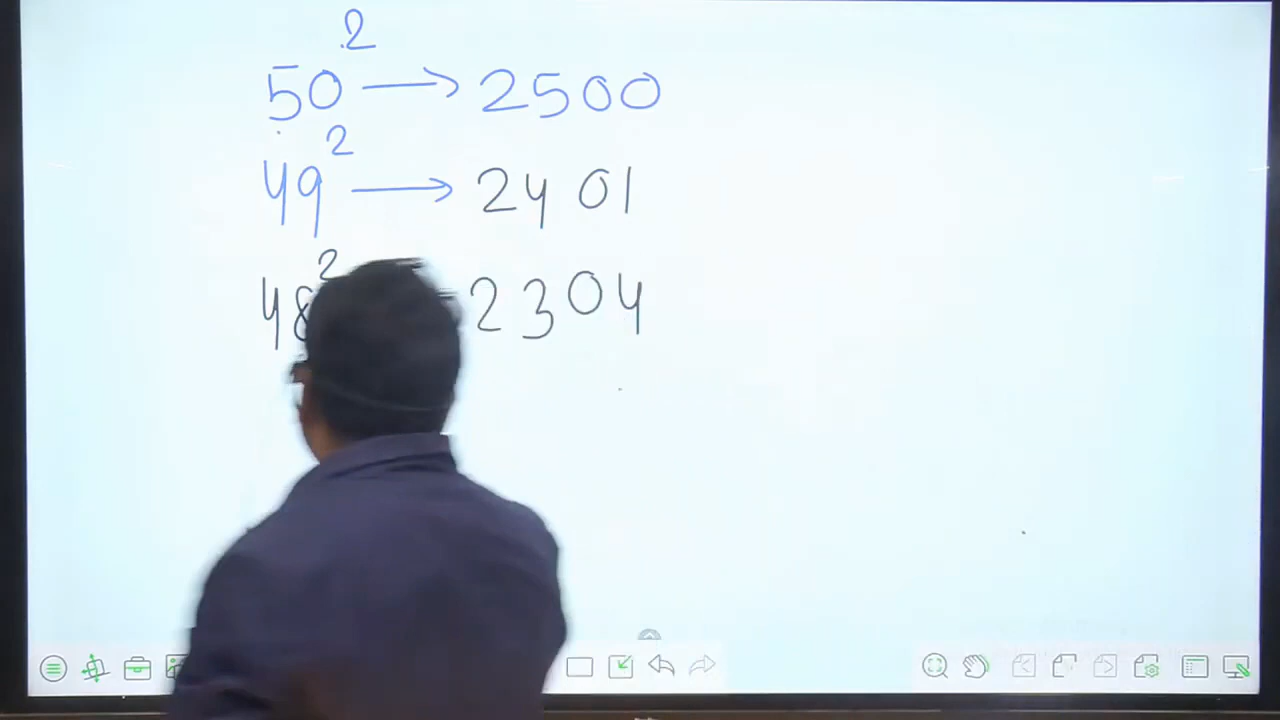 50² → 2500
49² → 2401
48² 2304